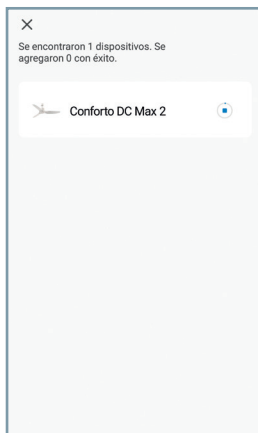 Se encontraron 1 dispositivos. Se
agregaron 0 con éxito.
Conforto DC Max 2